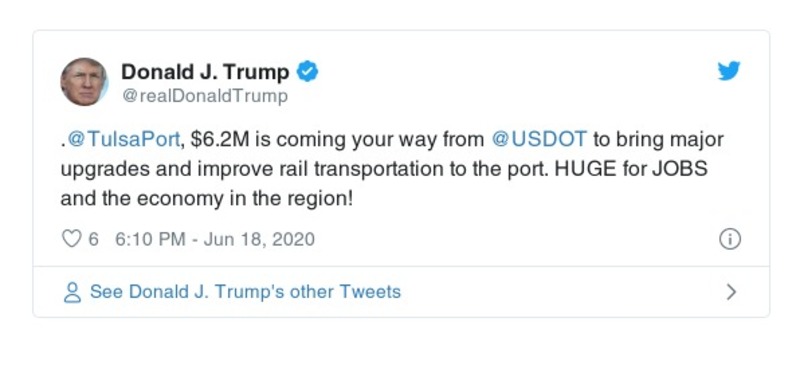 Donald J. Trump
@realDonaldTrump
.@TulsaPort, $6.2M is coming your way from @USDOT to bring major
upgrades and improve rail transportation to the port. HUGE for JOBS
and the economy in the region!
6 6:10 PM - Jun 18, 2020
See Donald J. Trump's other Tweets